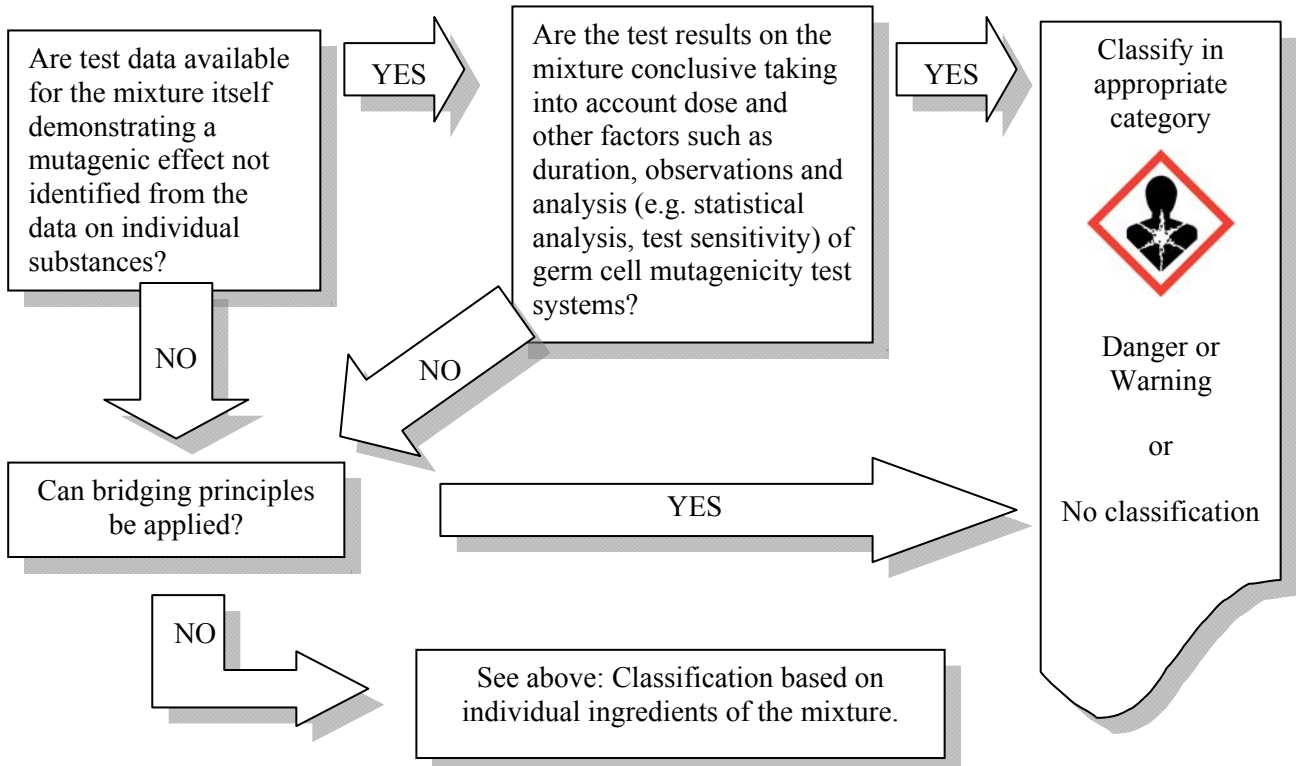 Are test data available
for the mixture itself
demonstrating a
mutagenic effect not
identified from the
data on individual
substances?
YES
Are the test results on the
mixture conclusive taking
into account dose and
other factors such as
duration, observations and
analysis (e.g. statistical
analysis, test sensitivity) of
germ cell mutagenicity test
systems?
YES
Classify in
appropriate
category
Danger or
Warning
or
No classification
NO
NO
Can bridging principles
be applied?
YES
NO
See above: Classification based on
individual ingredients of the mixture.